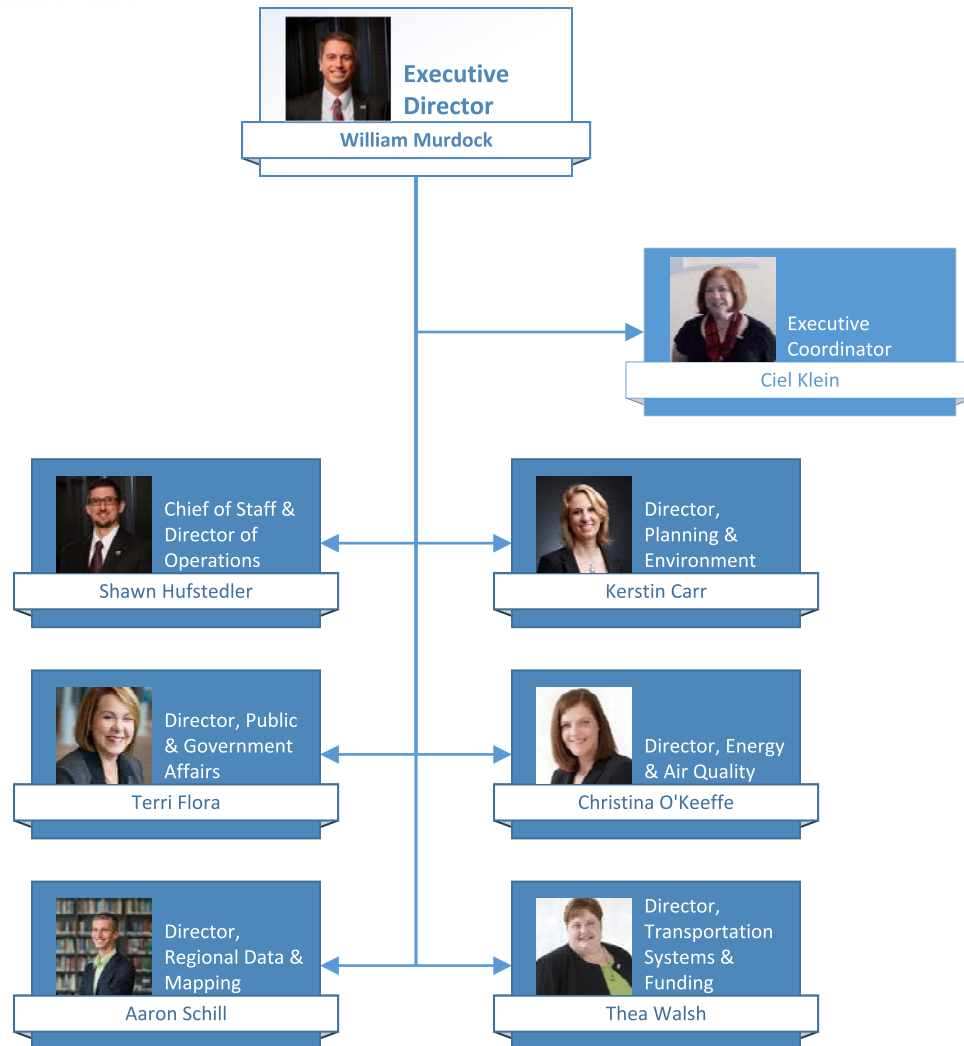 Executive
Director
William Murdock
Executive
Coordinator
Ciel Klein
Chief of Staff &
Director of
Operations
Shawn Hufstedler
Director,
Planning &
Environment
Kerstin Carr
Director, Public
& Government
Affairs
Terri Flora
Director, Energy
& Air Quality
Christina O'Keeffe
Director,
Regional Data &
Mapping
Aaron Schill
Director,
Transportation
Systems &
Funding
Thea Walsh